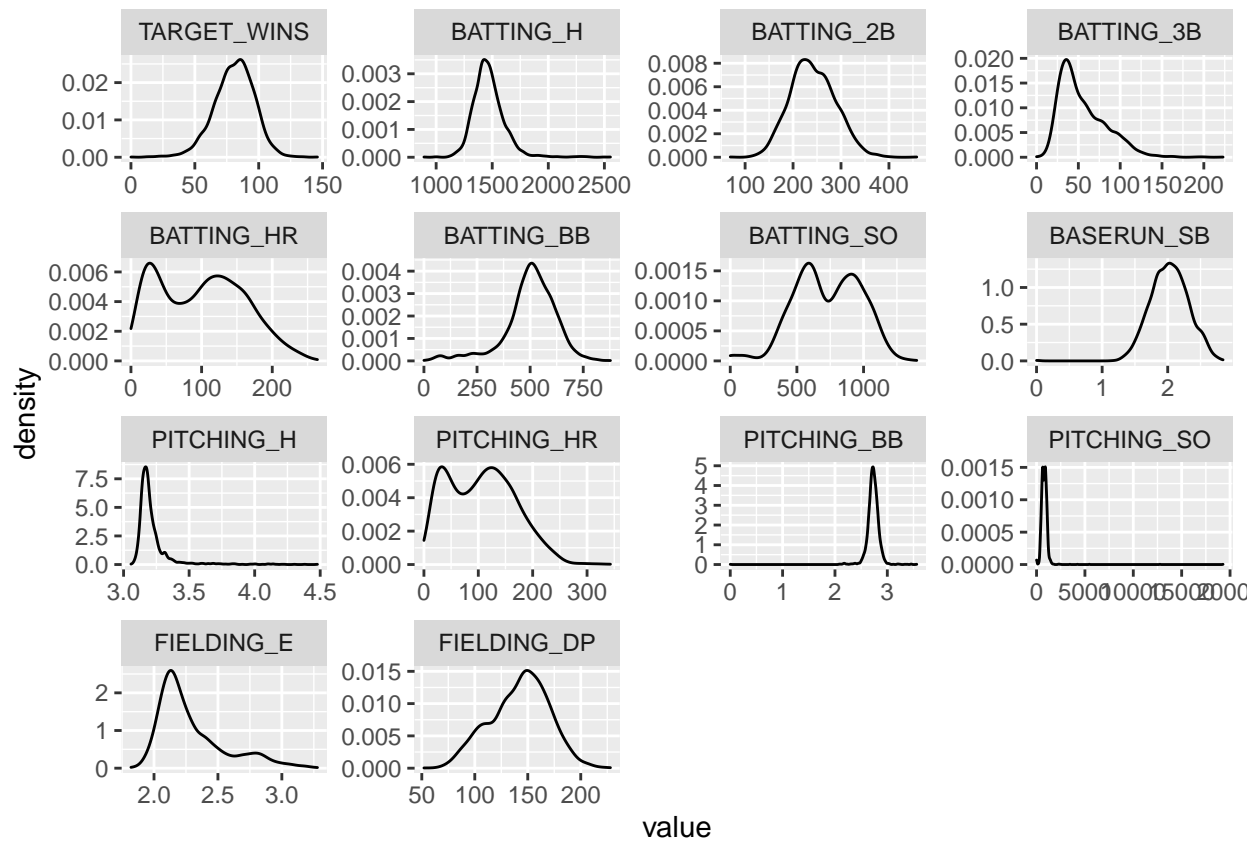 TARGET_WINS BATTING_H BATTING_2B BATTING_3B
0.02 0.003 0.008 0.020
0.01 0.002 0.006 0.015
0.00 0.001 0.004 0.010
0.000 0.002 0.005
0.000 0.000
0 50 100 150 1000 1500 2000 2500 100 200 300 400 0 50 100 150 200
BATTING_HR BATTING_BB BATTING_SO BASERUN_SB
0.006 0.004 0.0015 1.0
0.004 0.003 0.0010 0.5
0.002 0.002 0.0005 0.0
0.000 0.001 0.0000
0.000
0 100 200 0 250 500 750 0 500 1000 0 1 2
density
PITCHING_H PITCHING_HR PITCHING_BB PITCHING_SO
7.5 0.006 5 0.0015
5.0 0.004 4 0.0010
2.5 0.002 3 0.0005
0.0 0.000 2 0.0000
1
0
3.0 3.5 4.0 4.5 0 100 200 300 0 1 2 3 0 5000 10000 15000 2000
FIELDING_E FIELDING_DP
2 0.015
1 0.010
0 0.005
0.000
2.0 2.5 3.0 50 100 150 200
value